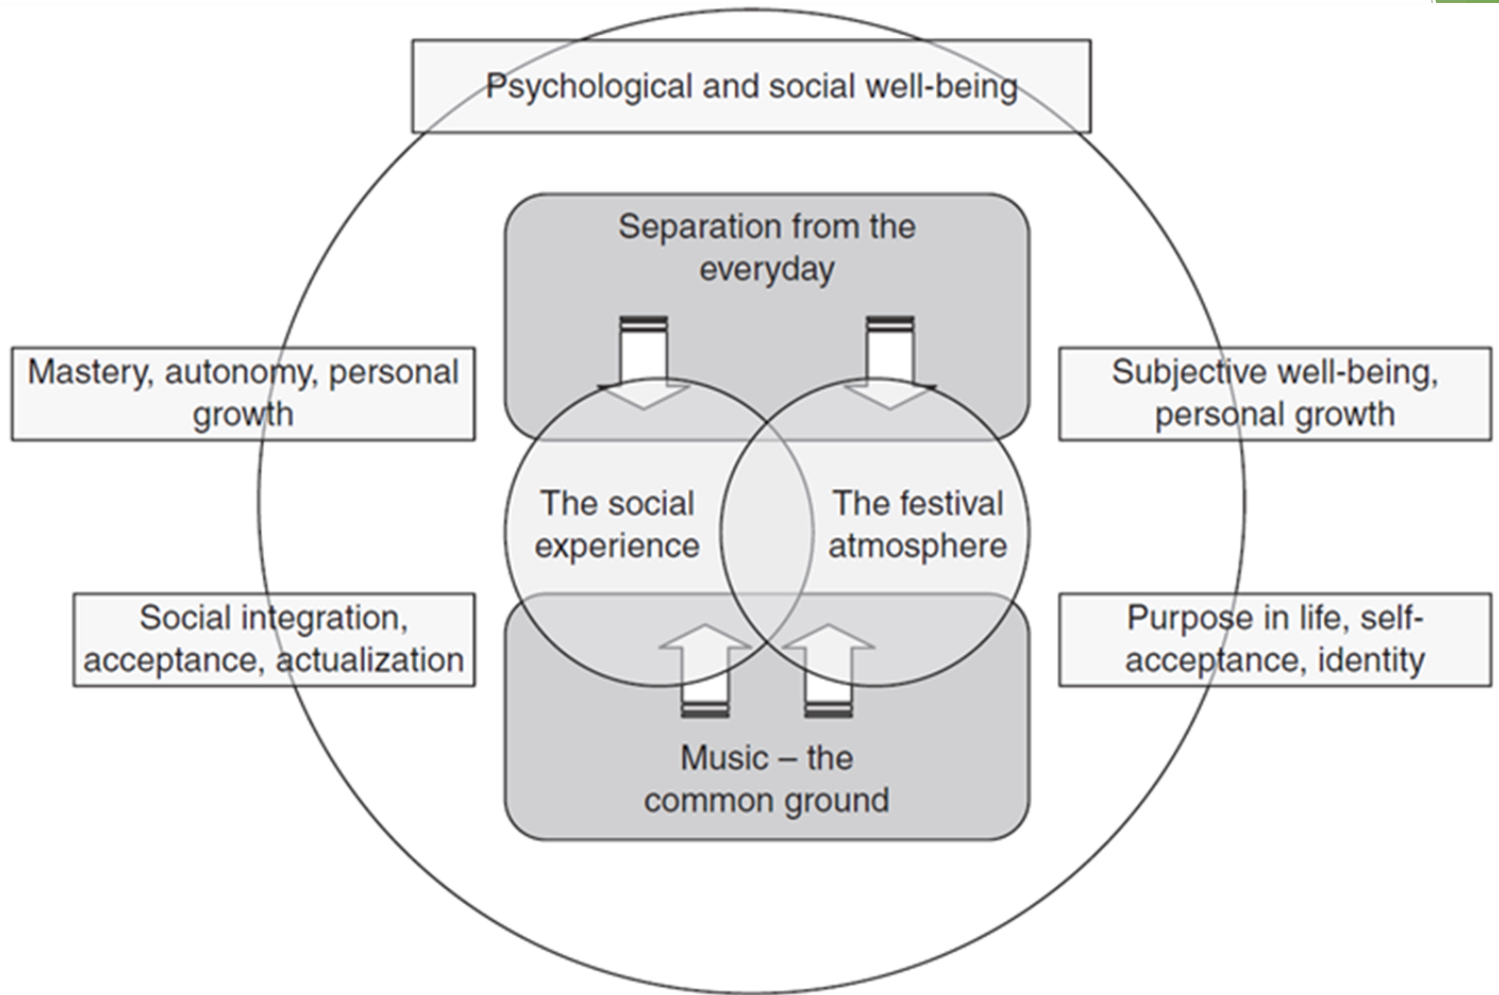 Psychological and social well-being
Separation from the
everyday
Mastery, autonomy, personal
growth
Subjective well-being,
personal growth
The social
experience
The festival
atmosphere
Social integration,
acceptance, actualization
Purpose in life, self-
acceptance, identity
Music – the
common ground